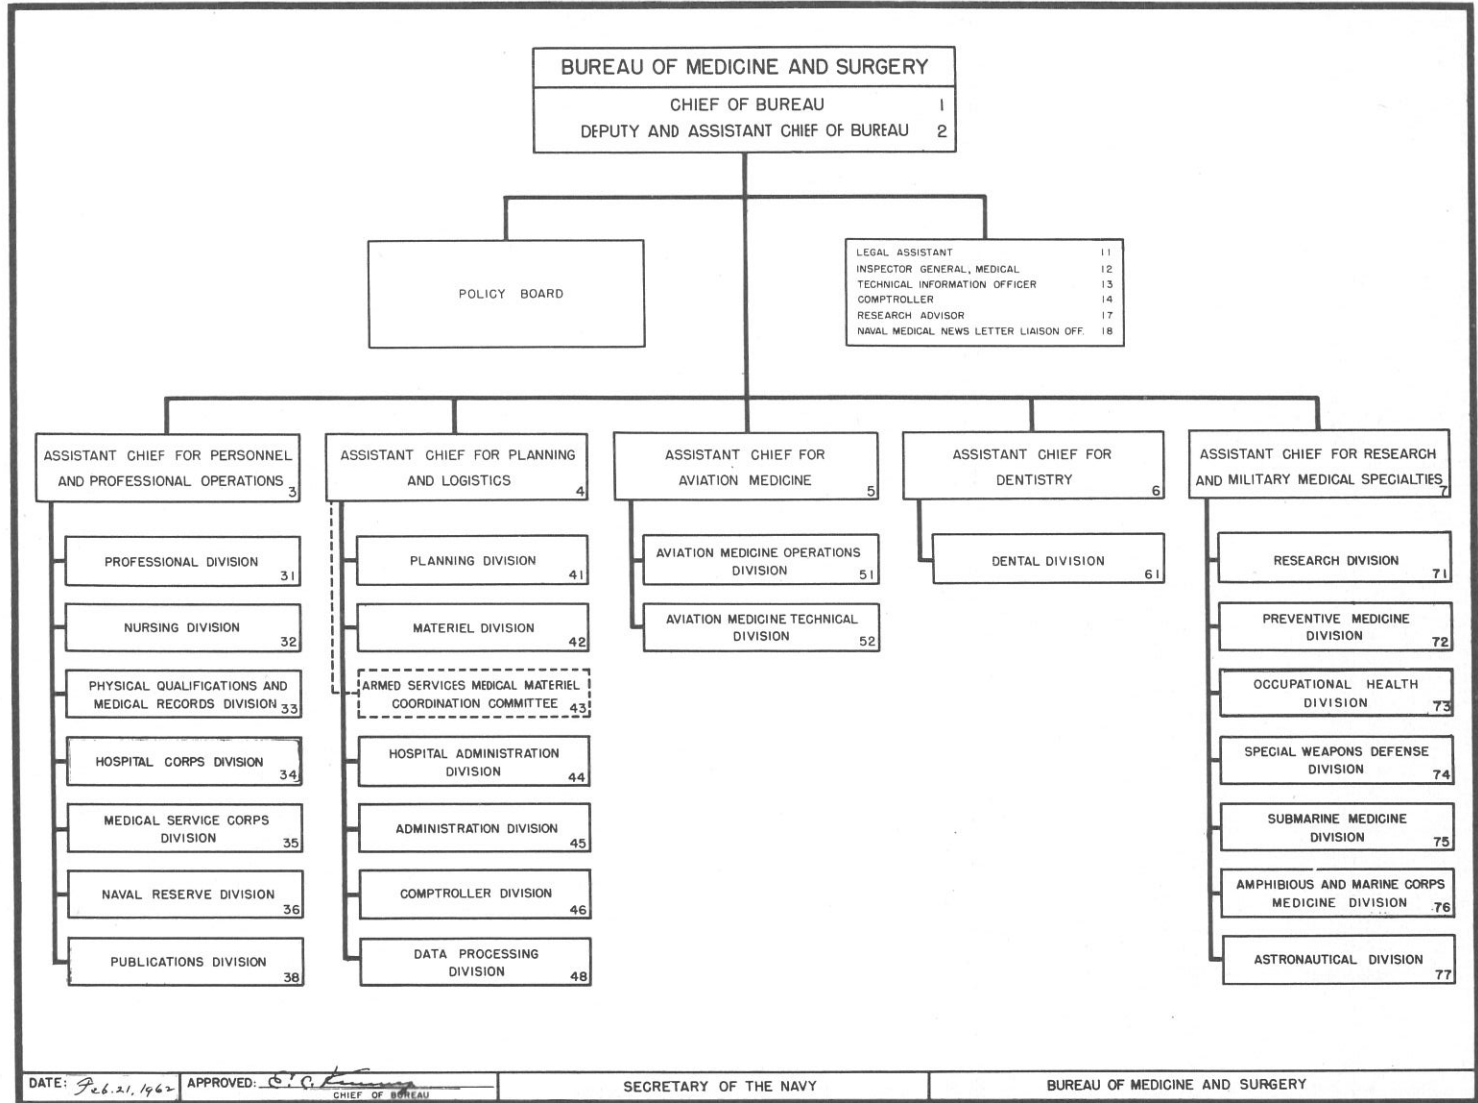 BUREAU OF MEDICINE AND SURGERY
CHIEF OF BUREAU 1
DEPUTY AND ASSISTANT CHIEF OF BUREAU 2
POLICY BOARD
LEGAL ASSISTANT 11
INSPECTOR GENERAL, MEDICAL 12
TECHNICAL INFORMATION OFFICER 13
COMPTROLLER 14
RESEARCH ADVISOR 17
NAVAL MEDICAL NEWS LETTER LIAISON OFF. 18
ASSISTANT CHIEF FOR PERSONNEL
AND PROFESSIONAL OPERATIONS 3
PROFESSIONAL DIVISION
31
NURSING DIVISION
32
PHYSICAL QUALIFICATIONS AND
MEDICAL RECORDS DIVISION 33
HOSPITAL CORPS DIVISION
34
MEDICAL SERVICE CORPS
DIVISION 35
NAVAL RESERVE DIVISION
36
PUBLICATIONS DIVISION
38
ASSISTANT CHIEF FOR PLANNING
AND LOGISTICS 4
PLANNING DIVISION
41
MATERIEL DIVISION
42
ARMED SERVICES MEDICAL MATERIEL
COORDINATION COMMITTEE 43
HOSPITAL ADMINISTRATION
DIVISION 44
ADMINISTRATION DIVISION
45
COMPTROLLER DIVISION
46
DATA PROCESSING
DIVISION 48
ASSISTANT CHIEF FOR
AVIATION MEDICINE 5
AVIATION MEDICINE OPERATIONS
DIVISION 51
AVIATION MEDICINE TECHNICAL
DIVISION 52
ASSISTANT CHIEF FOR
DENTISTRY 6
DENTAL DIVISION
61
ASSISTANT CHIEF FOR RESEARCH
AND MILITARY MEDICAL SPECIALTIES 7
RESEARCH DIVISION
71
PREVENTIVE MEDICINE
DIVISION 72
OCCUPATIONAL HEALTH
DIVISION 73
SPECIAL WEAPONS DEFENSE
DIVISION 74
SUBMARINE MEDICINE
DIVISION 75
AMPHIBIOUS AND MARINE CORPS
MEDICINE DIVISION 76
ASTRONAUTICAL DIVISION
77
DATE: Feb. 21, 1962
APPROVED: E. C.
CHIEF OF BUREAU
SECRETARY OF THE NAVY
BUREAU OF MEDICINE AND SURGERY